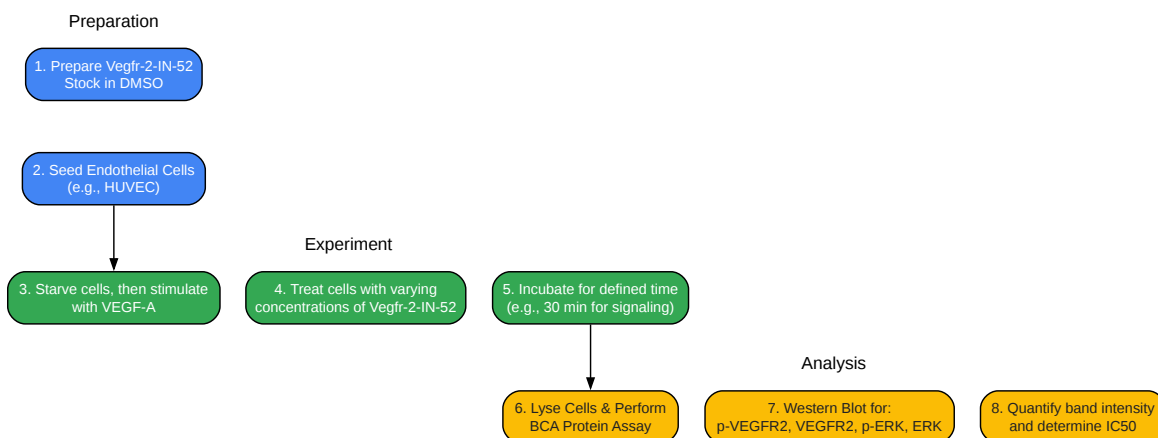 Preparation
1. Prepare Vegfr-2-IN-52
Stock in DMSO
2. Seed Endothelial Cells
(e.g., HUVEC)
Experiment
3. Starve cells, then stimulate
with VEGF-A
4. Treat cells with varying
concentrations of Vegfr-2-IN-52
5. Incubate for defined time
(e.g., 30 min for signaling)
Analysis
6. Lyse Cells & Perform
BCA Protein Assay
7. Western Blot for:
p-VEGFR2, VEGFR2, p-ERK, ERK
8. Quantify band intensity
and determine IC50